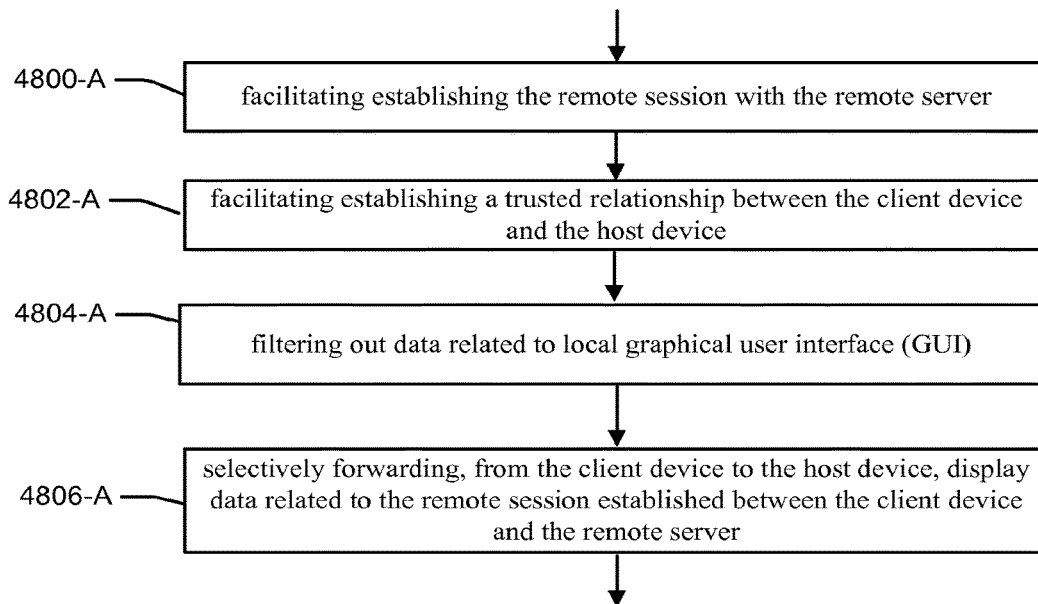 4800-A
facilitating establishing the remote session with the remote server
4802-A
facilitating establishing a trusted relationship between the client device
and the host device
4804-A
filtering out data related to local graphical user interface (GUI)
4806-A
selectively forwarding, from the client device to the host device, display
data related to the remote session established between the client device
and the remote server